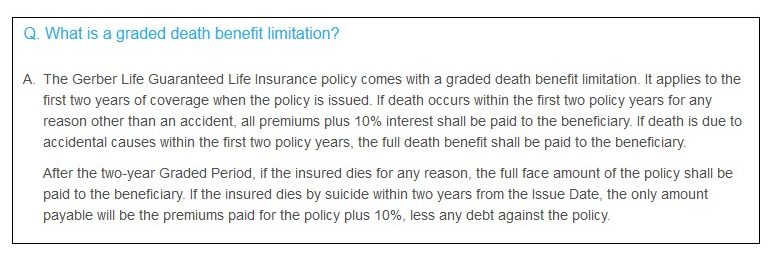 Q. What is a graded death benefit limitation?
A. The Gerber Life Guaranteed Life Insurance policy comes with a graded death benefit limitation. It applies to the
first two years of coverage when the policy is issued. If death occurs within the first two policy years for any
reason other than an accident, all premiums plus 10% interest shall be paid to the beneficiary. If death is due to
accidental causes within the first two policy years, the full death benefit shall be paid to the beneficiary.
After the two-year Graded Period, if the insured dies for any reason, the full face amount of the policy shall be
paid to the beneficiary. If the insured dies by suicide within two years from the Issue Date, the only amount
payable will be the premiums paid for the policy plus 10%, less any debt against the policy.